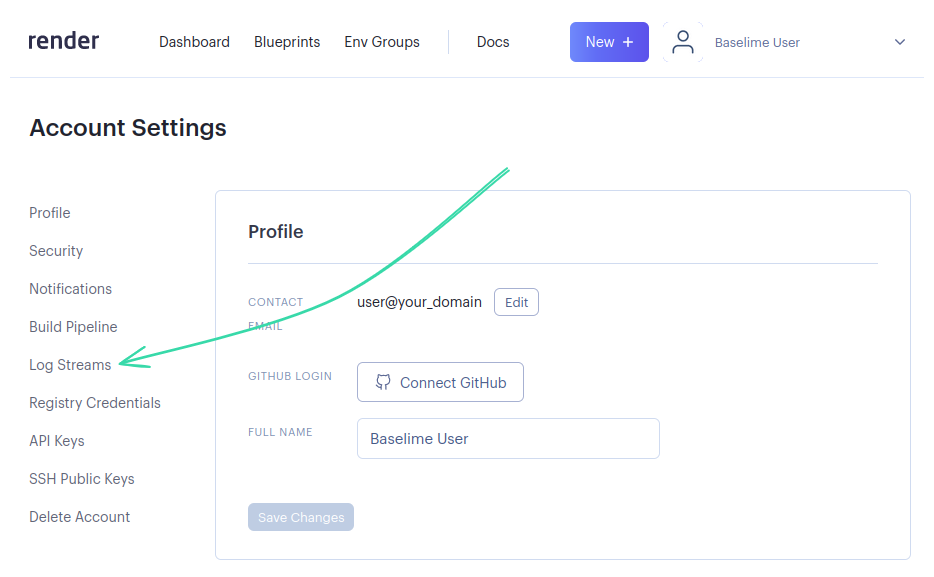 render Dashboard Blueprints Env Groups Docs New + Baselime User
Account Settings
Profile
Security
Notifications
Build Pipeline
Log Streams
Registry Credentials
API Keys
SSH Public Keys
Delete Account
Profile
CONTACT EMAIL user@your_domain Edit
GITHUB LOGIN Connect GitHub
FULL NAME Baselime User
Save Changes